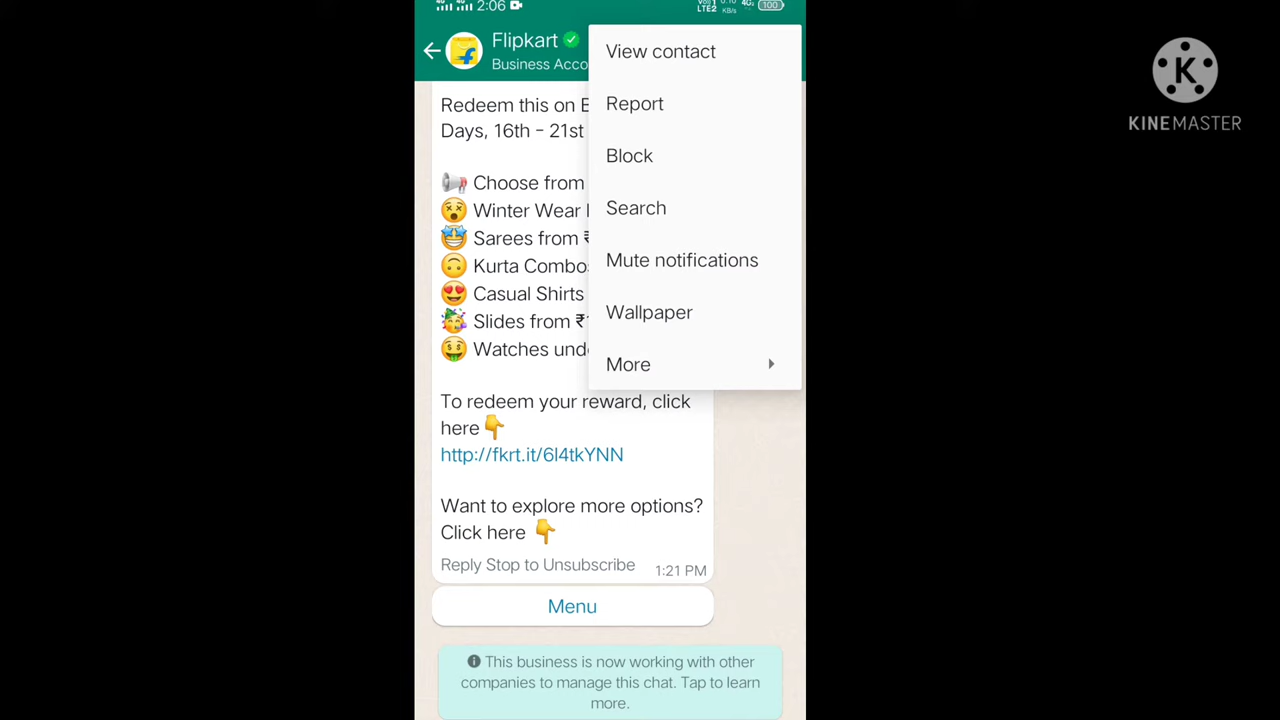 2:06
Flipkart
Business Acco
View contact
Report
Block
Search
Mute notifications
Wallpaper
More
Redeem this on
Days, 16th - 21st
Choose from
Winter Wear
Sarees from ₹
Kurta Combos
Casual Shirts
Slides from ₹
Watches unde
To redeem your reward, click
here👇
http://fkrt.it/6l4tkYNN
Want to explore more options?
Click here 👇
Reply Stop to Unsubscribe
1:21 PM
Menu
This business is now working with other
companies to manage this chat. Tap to learn
more.
K
KINEMASTER